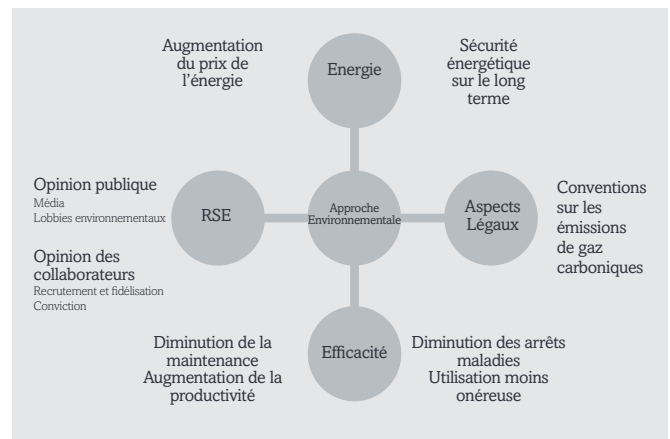 Augmentation
du prix de
l’énergie
Energie
Sécurité
énergétique
sur le long
terme
Opinion publique
Média
Lobbies environnementaux
Opinion des
collaborateurs
Recrutement et fidélisation
Conviction
RSE
Approche
Environnementale
Aspects
Légaux
Conventions
sur les
émissions
de gaz
carboniques
Diminution de la
maintenance
Augmentation de la
productivité
Efficacité
Diminution des arrêts
maladies
Utilisation moins
onéreuse